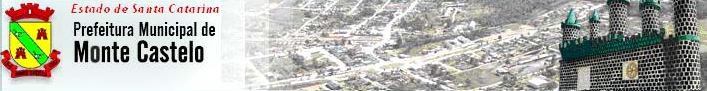 Estado de Santa Catarina
Prefeitura Municipal de
Monte Castelo